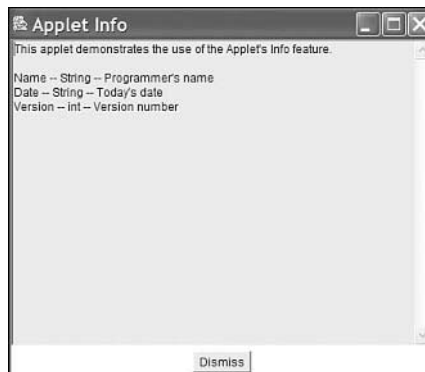 Applet Info
This applet demonstrates the use of the Applet's Info feature.
Name -- String -- Programmer's name
Date -- String -- Today's date
Version -- int -- Version number
Dismiss